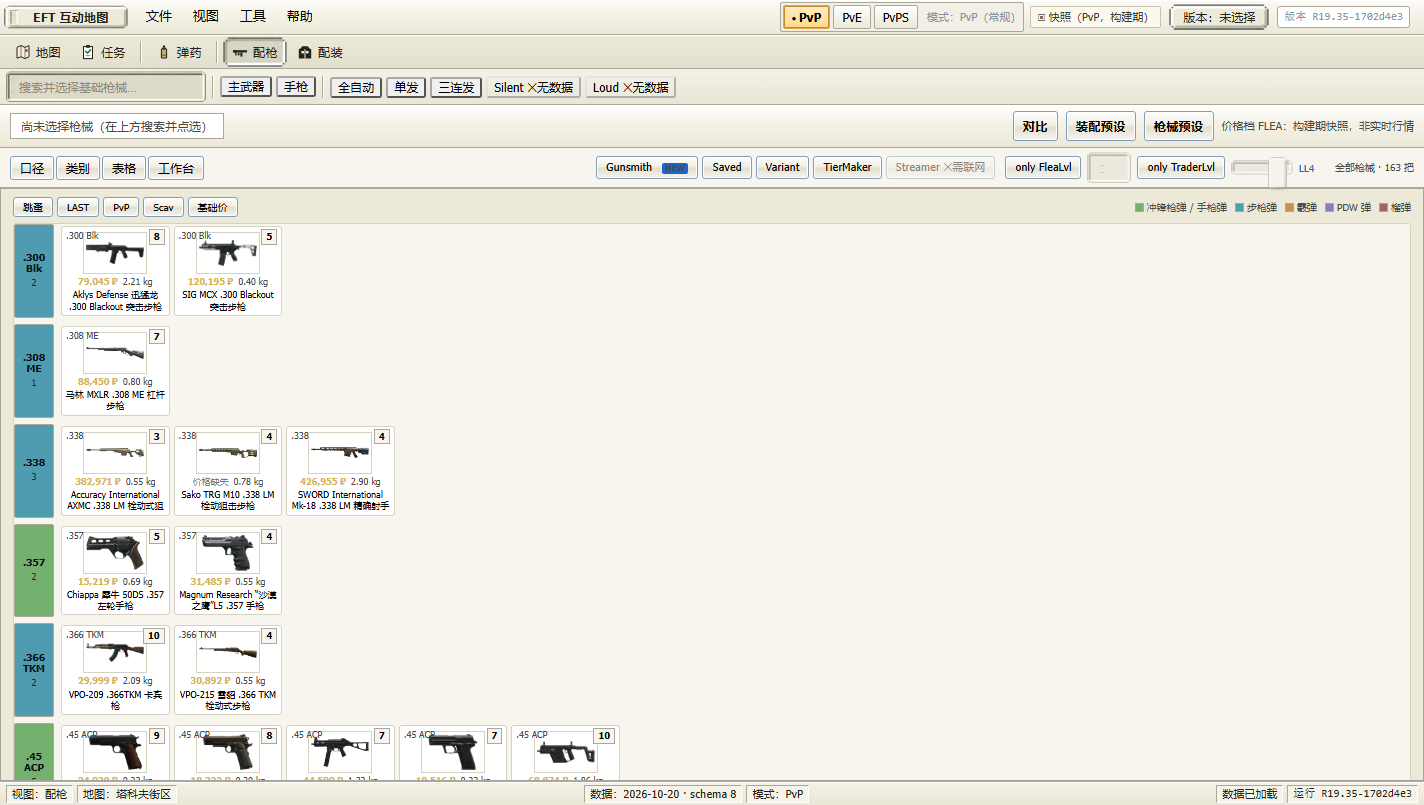 EFT 互动地图 文件 视图 工具 帮助 • PvP PvE PvPS 模式: PvP (常规) 快照 (PvP, 构建期) 版本: 未选择 版本 R19.35-1702d4e3
地图 任务 弹药 配枪 配装
搜索并选择基础枪械... 主武器 手枪 全自动 单发 三连发 Silent ╳无数据 Loud ╳无数据
尚未选择枪械 (在上方搜索并点选) 对比 装配预设 枪械预设 价格档 FLEA: 构建期快照, 非实时行情
口径 类别 表格 工作台 Gunsmith NEW Saved Variant TierMaker Streamer ╳需联网 only FleaLvl : only TraderLvl LL4 全部枪械 · 163 把
跳蚤 LAST PvP Scav 基础价 冲锋枪弹 / 手枪弹 步枪弹 霰弹 PDW 弹 榴弹
.300 Blk 2
.300 Blk 8
79,045 ₽ 2.21 kg
Aklys Defense 迅猛龙
.300 Blackout 突击步枪
.300 Blk 5
120,195 ₽ 0.40 kg
SIG MCX .300 Blackout
突击步枪
.308 ME 1
.308 ME 7
88,450 ₽ 0.80 kg
马林 MXLR .308 ME 杠杆
步枪
.338 3
.338 3
382,971 ₽ 0.55 kg
Accuracy International
AXMC .338 LM 栓动式狙
.338 4
价格缺失 0.78 kg
Sako TRG M10 .338 LM
栓动狙击步枪
.338 4
426,955 ₽ 2.90 kg
SWORD International
Mk-18 .338 LM 精确射手
.357 2
.357 5
15,219 ₽ 0.69 kg
Chiappa 犀牛 50DS .357
左轮手枪
.357 4
31,485 ₽ 0.55 kg
Magnum Research "沙漠
之鹰"L5 .357 手枪
.366 TKM 2
.366 TKM 10
29,999 ₽ 2.09 kg
VPO-209 .366TKM 卡宾
枪
.366 TKM 4
30,892 ₽ 0.55 kg
VPO-215 雪貂 .366 TKM
栓动式步枪
.45 ACP
.45 ACP 9
.45 ACP 8
.45 ACP 7
.45 ACP 7
.45 ACP 10
视图: 配枪 地图: 塔科夫街区 数据: 2026-10-20 · schema 8 模式: PvP 数据已加载 运行 R19.35-1702d4e3